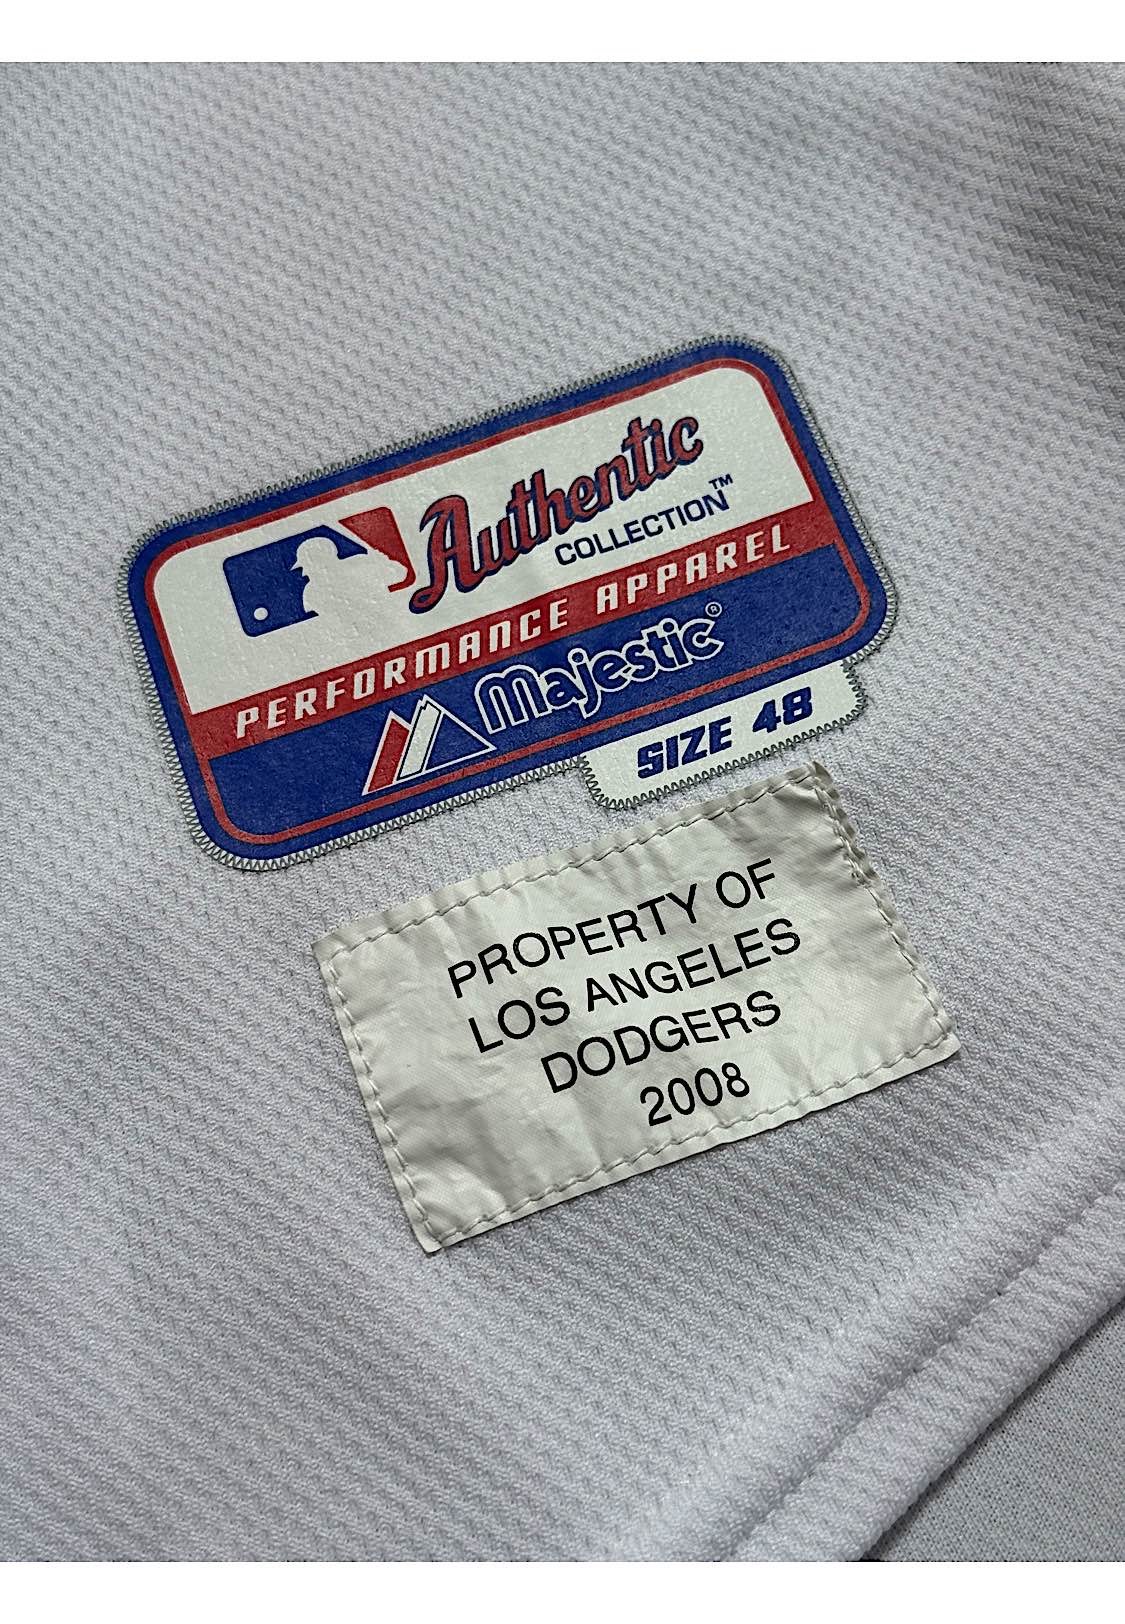 Authentic
COLLECTION™
PERFORMANCE APPAREL
Majestic®
SIZE 48
PROPERTY OF
LOS ANGELES
DODGERS
2008